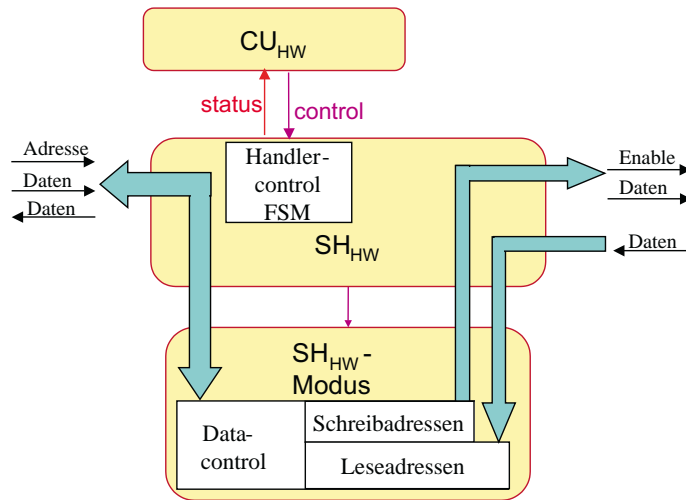 CU_HW
status
control
Adresse
Daten
Daten
Handler-
control
FSM
SH_HW
Enable
Daten
Daten
SH_HW -
Modus
Data-
control
Schreibadressen
Leseadressen